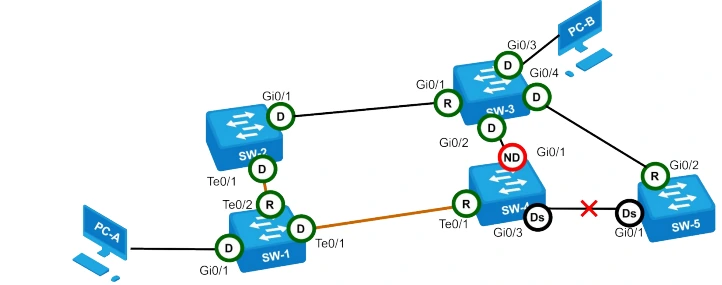 PC-B
Gi0/3
D
Gi0/4
Gi0/1
R
D
SW-3
Gi0/1
D
D
Gi0/2
ND
Gi0/1
SW-2
D
Te0/1
Te0/2
R
R
Gi0/2
SW-4
Te0/1
Ds
Gi0/3
Ds
Gi0/1
SW-5
PC-A
D
Gi0/1
D
Te0/1
SW-1